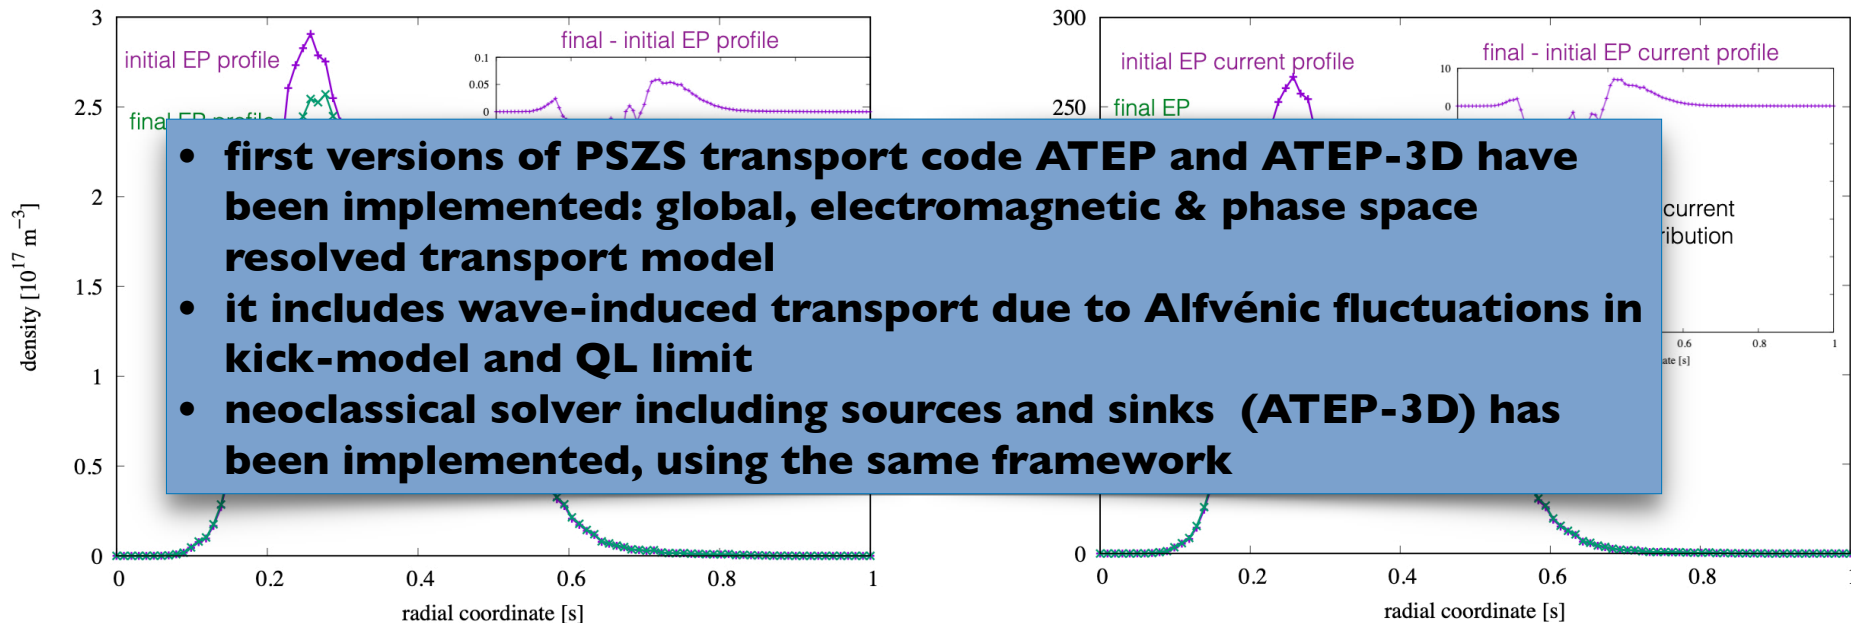 3
2.5
2
1.5
1
0.5
0
density [10^17 m^-3]
initial EP profile
final EP profile
final - initial EP profile
0.1
0.05
0
0
0.2
0.4
0.6
0.8
1
radial coordinate [s]
300
250
0
initial EP current profile
final EP
final - initial EP current profile
10
0
current
ribution
0.6
0.8
1
ate [s]
0
0.2
0.4
0.6
0.8
radial coordinate [s]
• first versions of PSZS transport code ATEP and ATEP-3D have
been implemented: global, electromagnetic & phase space
resolved transport model
• it includes wave-induced transport due to Alfvénic fluctuations in
kick-model and QL limit
• neoclassical solver including sources and sinks (ATEP-3D) has
been implemented, using the same framework